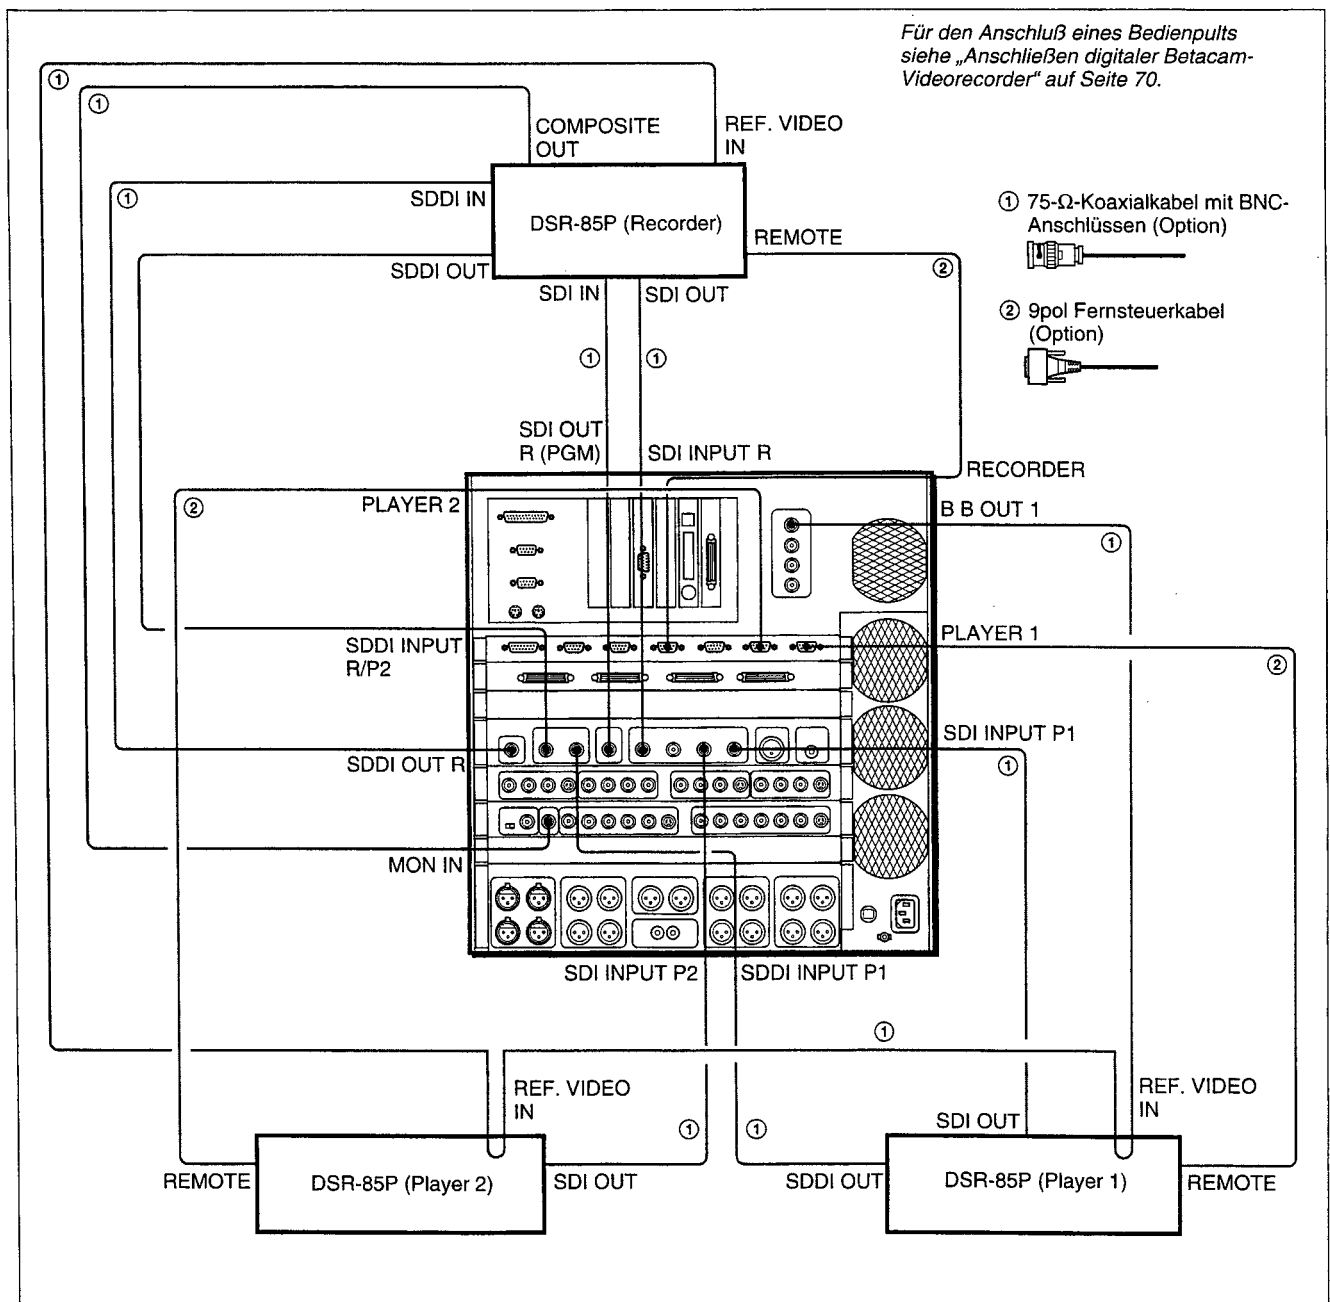 Für den Anschluß eines Bedienpults
siehe „Anschließen digitaler Betacam-
Videorecorder" auf Seite 70.
①
①
COMPOSITE
OUT
REF. VIDEO
IN
①
SDDI IN
DSR-85P (Recorder)
REMOTE
SDDI OUT
②
SDI IN
SDI OUT
① 75-Ω-Koaxialkabel mit BNC-
Anschlüssen (Option)
② 9pol Fernsteuerkabel
(Option)
①
①
SDI OUT
R (PGM)
SDI INPUT R
RECORDER
②
PLAYER 2
B B OUT 1
①
SDDI INPUT
R/P2
PLAYER 1
②
SDDI OUT R
SDI INPUT P1
①
MON IN
SDI INPUT P2
SDDI INPUT P1
①
REF. VIDEO
IN
①
①
SDI OUT
REF. VIDEO
IN
REMOTE
DSR-85P (Player 2)
SDI OUT
SDDI OUT
DSR-85P (Player 1)
REMOTE